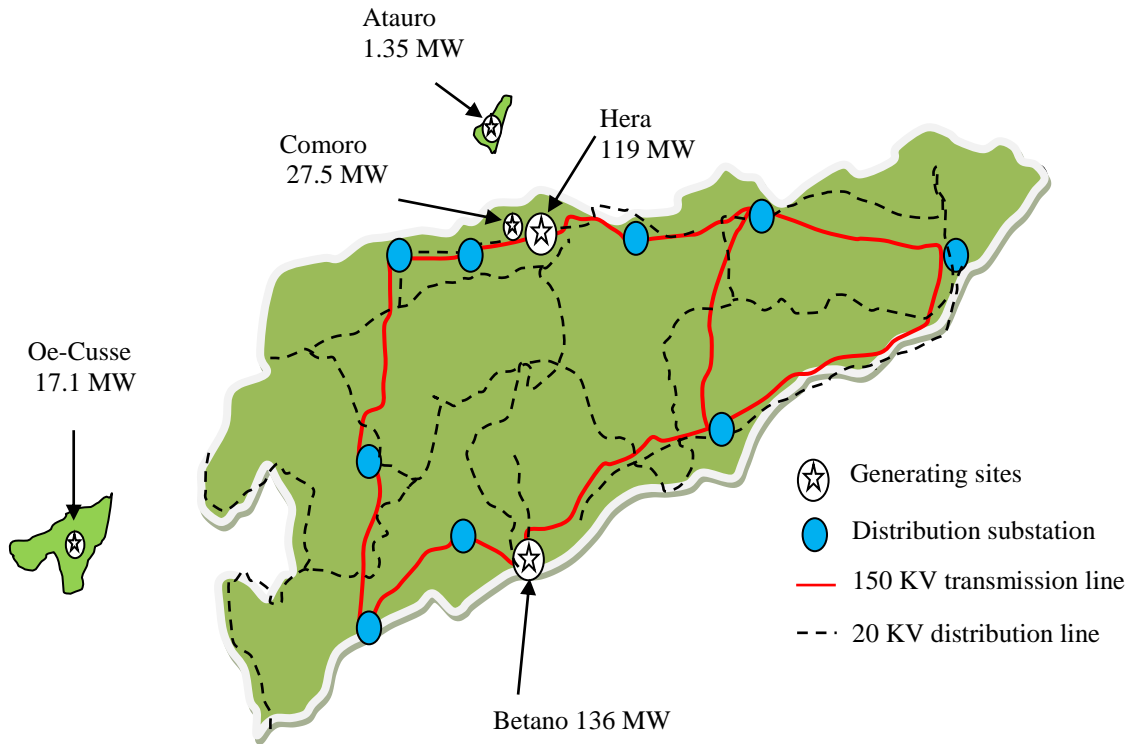 Atauro
1.35 MW
Hera
119 MW
Comoro
27.5 MW
Oe-Cusse
17.1 MW
Generating sites
Distribution substation
150 KV transmission line
20 KV distribution line
Betano 136 MW